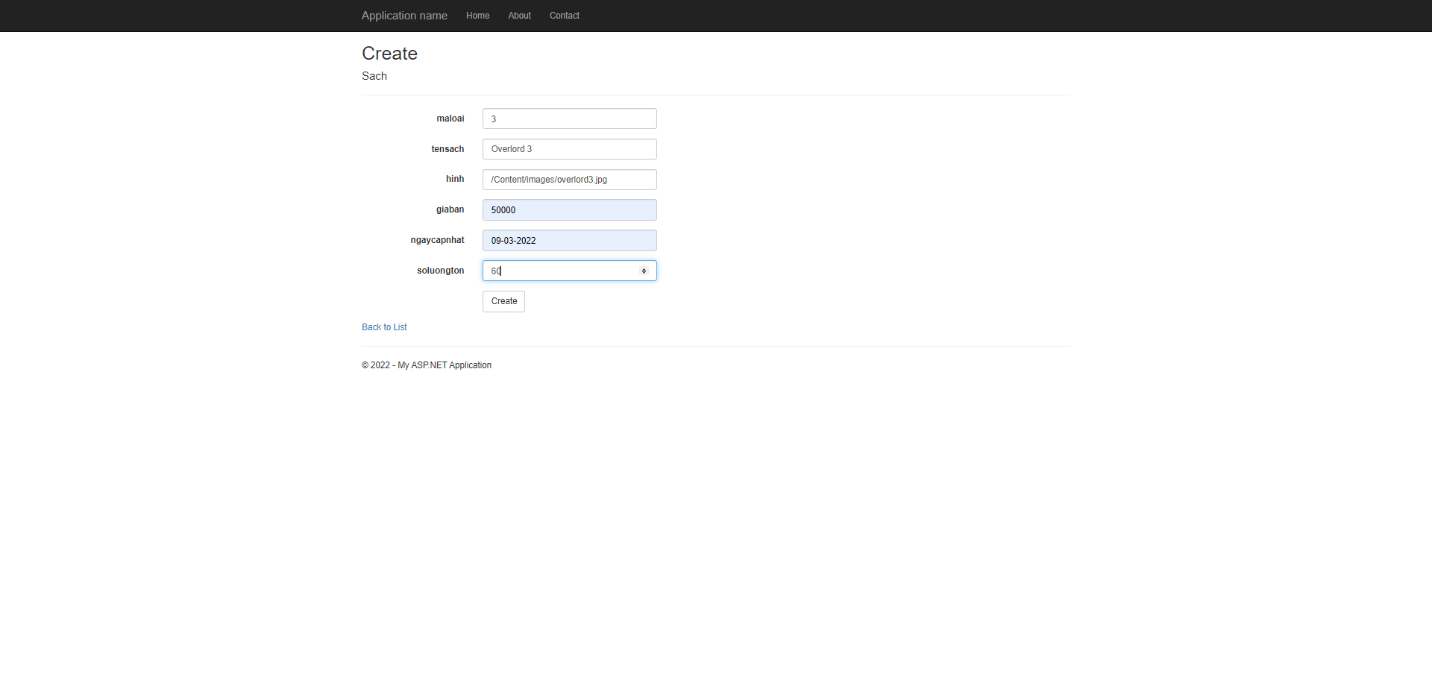 Application name Home About Contact
Create
Sach
maloai 3
tensach Overlord 3
hinh /Content/images/overlord3.jpg
giaban 50000
ngaycapnhat 09-03-2022
soluongton 60
Create
Back to List
© 2022 - My ASP.NET Application